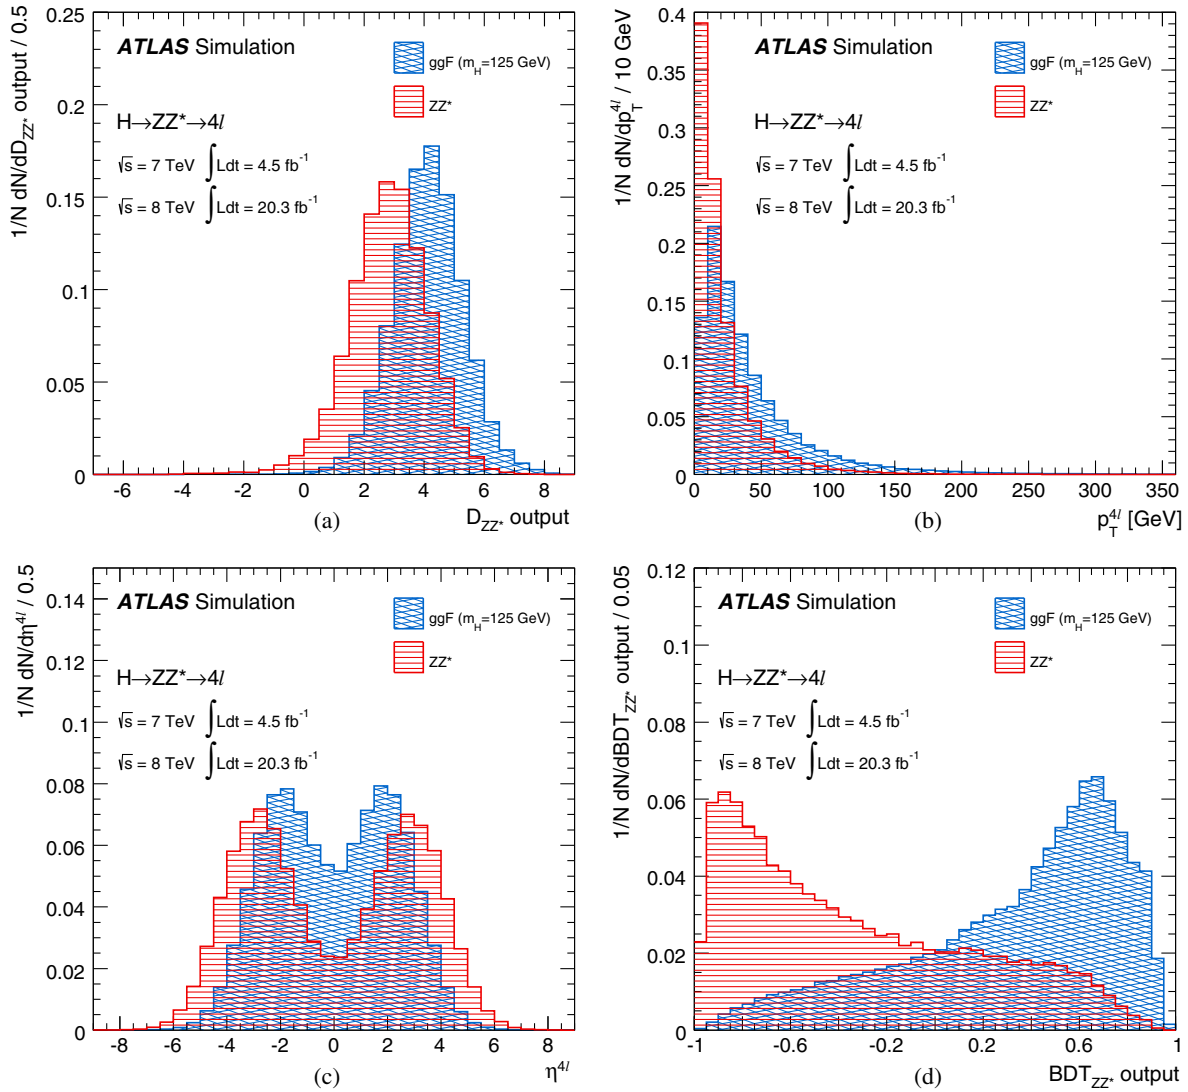 1/N dN/dD_ZZ* output / 0.5
ATLAS Simulation
ggF (m_H=125 GeV)
ZZ*
H→ZZ*→4l
√s = 7 TeV ∫Ldt = 4.5 fb⁻¹
√s = 8 TeV ∫Ldt = 20.3 fb⁻¹
0.25
0.2
0.15
0.1
0.05
0
-6 -4 -2 0 2 4 6 8
D_ZZ* output
(a)
1/N dN/dp_T^4l / 10 GeV
ATLAS Simulation
ggF (m_H=125 GeV)
ZZ*
H→ZZ*→4l
√s = 7 TeV ∫Ldt = 4.5 fb⁻¹
√s = 8 TeV ∫Ldt = 20.3 fb⁻¹
0.4
0.35
0.3
0.25
0.2
0.15
0.1
0.05
0
0 50 100 150 200 250 300 350
p_T^4l [GeV]
(b)
1/N dN/dη^4l / 0.5
ATLAS Simulation
ggF (m_H=125 GeV)
ZZ*
H→ZZ*→4l
√s = 7 TeV ∫Ldt = 4.5 fb⁻¹
√s = 8 TeV ∫Ldt = 20.3 fb⁻¹
0.14
0.12
0.1
0.08
0.06
0.04
0.02
0
-8 -6 -4 -2 0 2 4 6 8
η^4l
(c)
1/N dN/dBDT_ZZ* output / 0.05
ATLAS Simulation
ggF (m_H=125 GeV)
ZZ*
H→ZZ*→4l
√s = 7 TeV ∫Ldt = 4.5 fb⁻¹
√s = 8 TeV ∫Ldt = 20.3 fb⁻¹
0.12
0.1
0.08
0.06
0.04
0.02
0
-1 -0.6 -0.2 0.2 0.6 1
BDT_ZZ* output
(d)